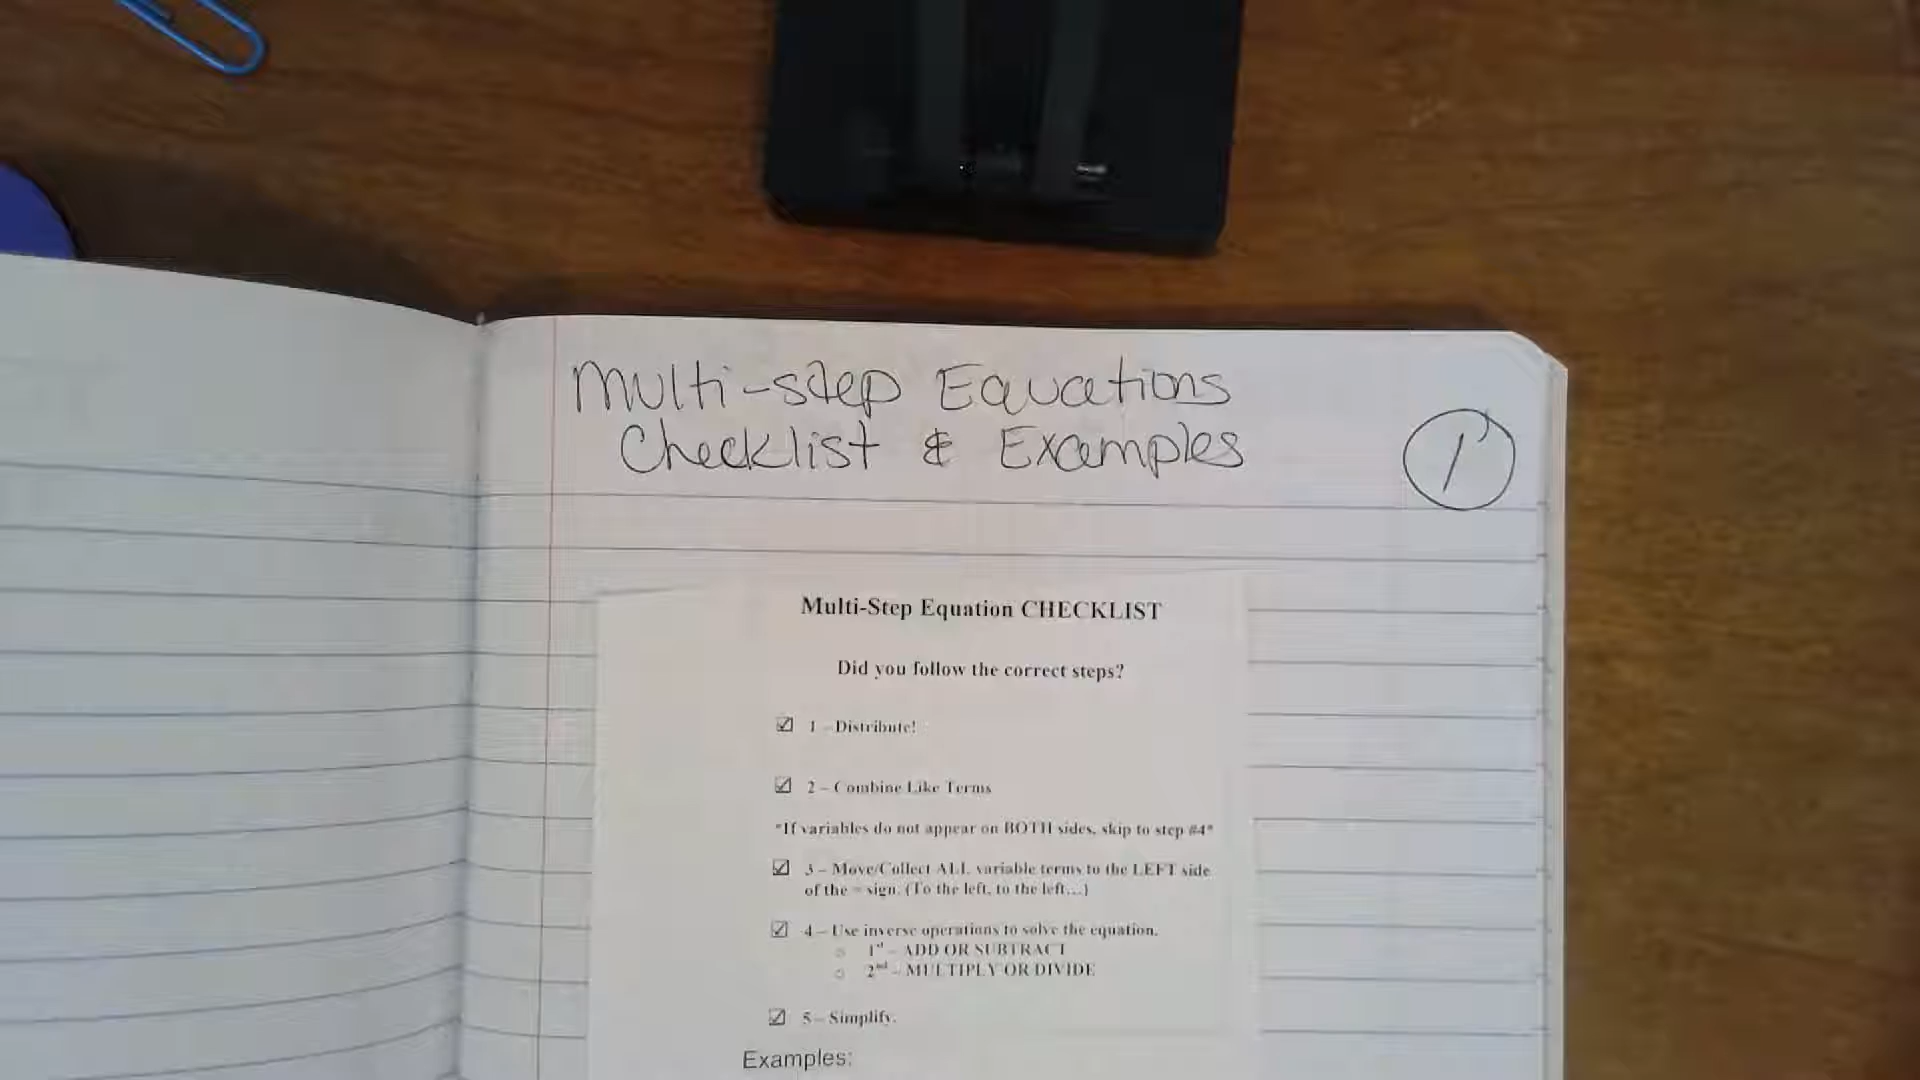 Multi-step Equations
Checklist & Examples
1
Multi-Step Equation CHECKLIST
Did you follow the correct steps?
☑ 1 – Distribute!
☑ 2 – Combine Like Terms
*If variables do not appear on BOTH sides, skip to step #4*
☑ 3 – Move/Collect ALL variable terms to the LEFT side
of the = sign. (To the left, to the left…)
☑ 4 – Use inverse operations to solve the equation.
○ 1st – ADD OR SUBTRACT
○ 2nd – MULTIPLY OR DIVIDE
☑ 5 – Simplify.
Examples: